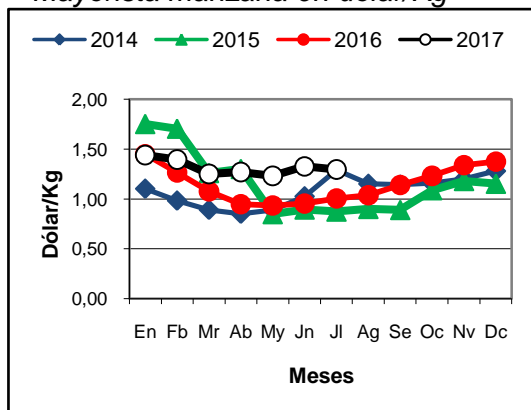 Mayorista manzana en dólar/Kg
2014 2015 2016 2017
2,00
1,50
1,00
0,50
0,00
Dólar/Kg
En Fb Mr Ab My Jn Jl Ag Se Oc Nv Dc
Meses